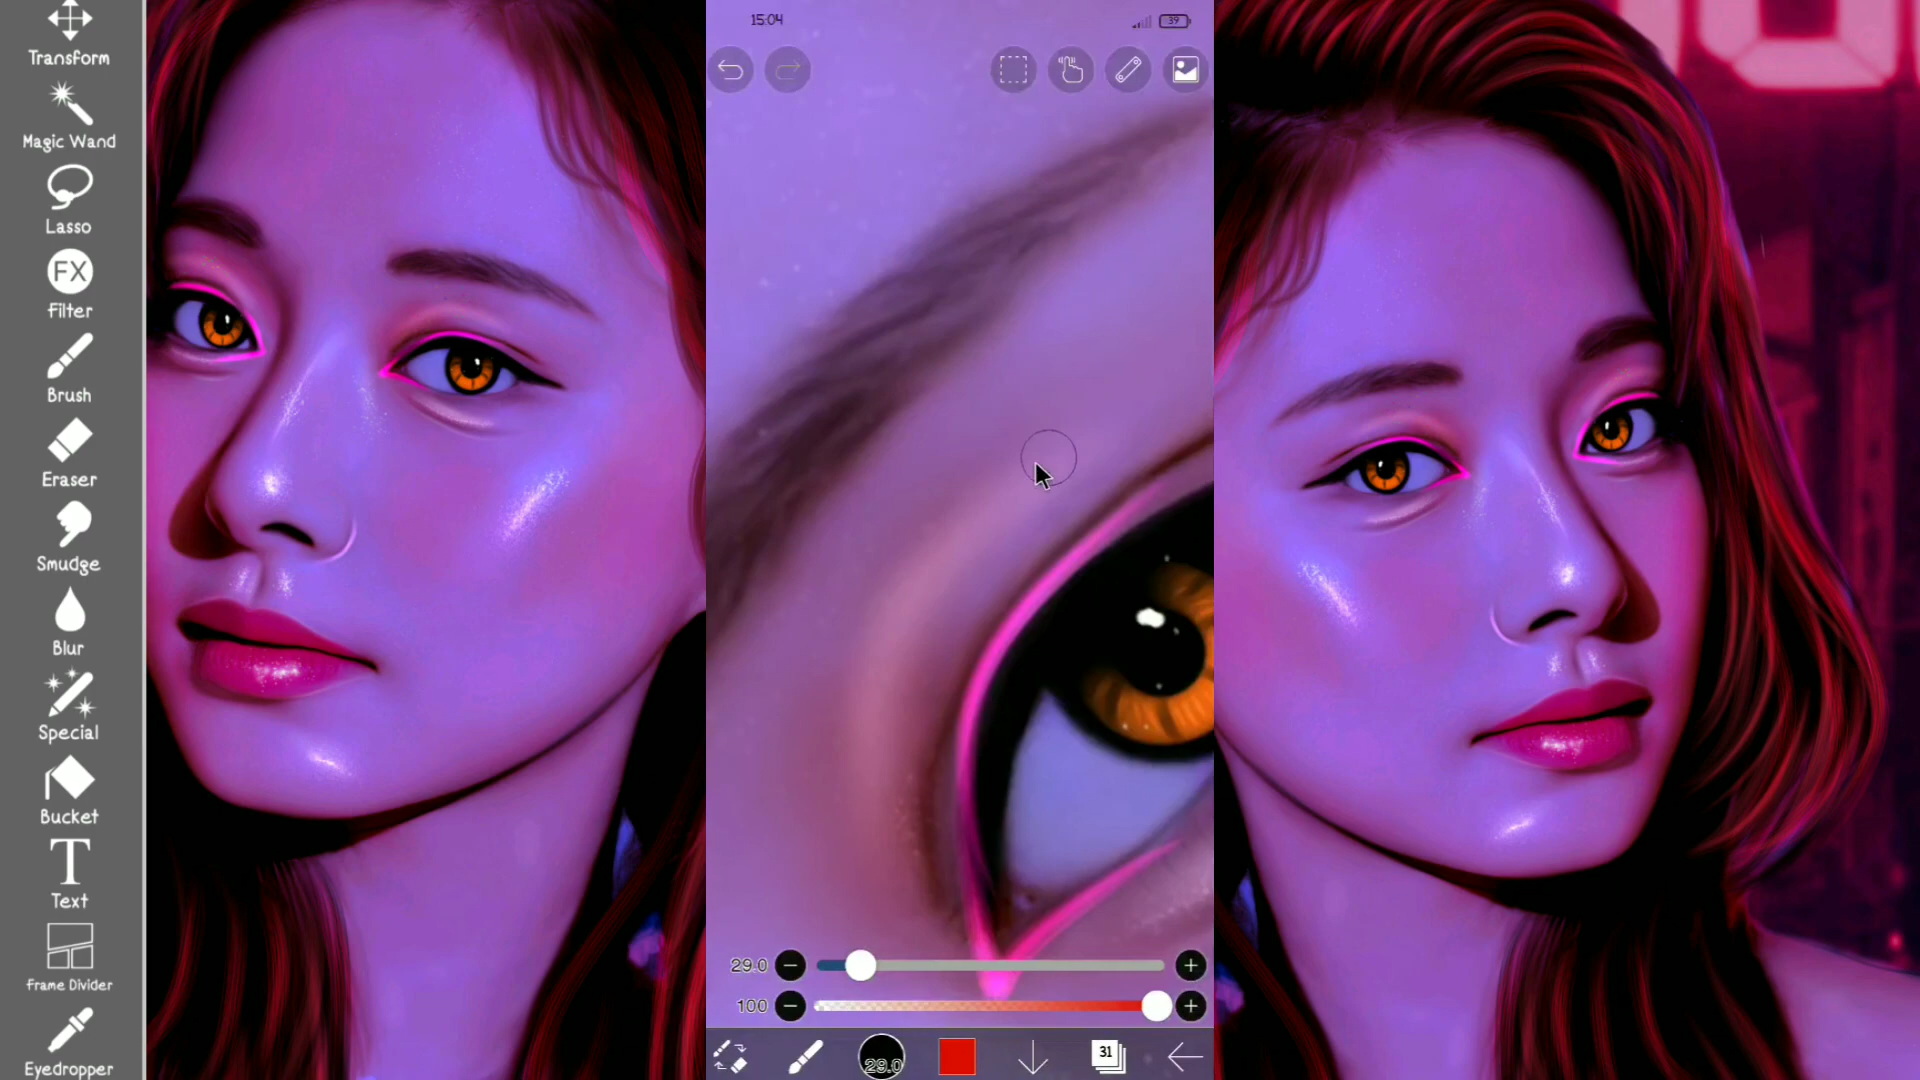 Transform
Magic Wand
Lasso
FX
Filter
Brush
Eraser
Smudge
Blur
Special
Bucket
T
Text
Frame Divider
Eyedropper
15:04
39
29.0
100
29.0
31